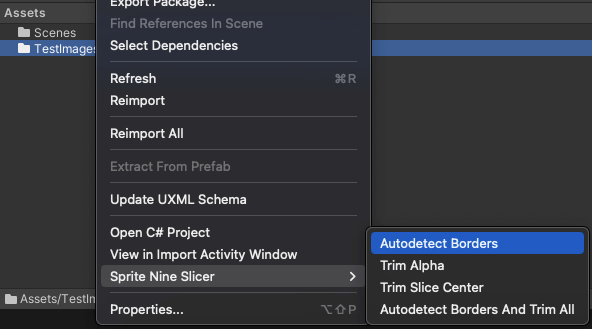 Assets
Scenes
TestImages
Export Package...
Find References In Scene
Select Dependencies
Refresh ⌘R
Reimport
Reimport All
Extract From Prefab
Update UXML Schema
Open C# Project
View in Import Activity Window
Sprite Nine Slicer
Properties... ⌥⇧P
Autodetect Borders
Trim Alpha
Trim Slice Center
Autodetect Borders And Trim All
Assets/TestIm